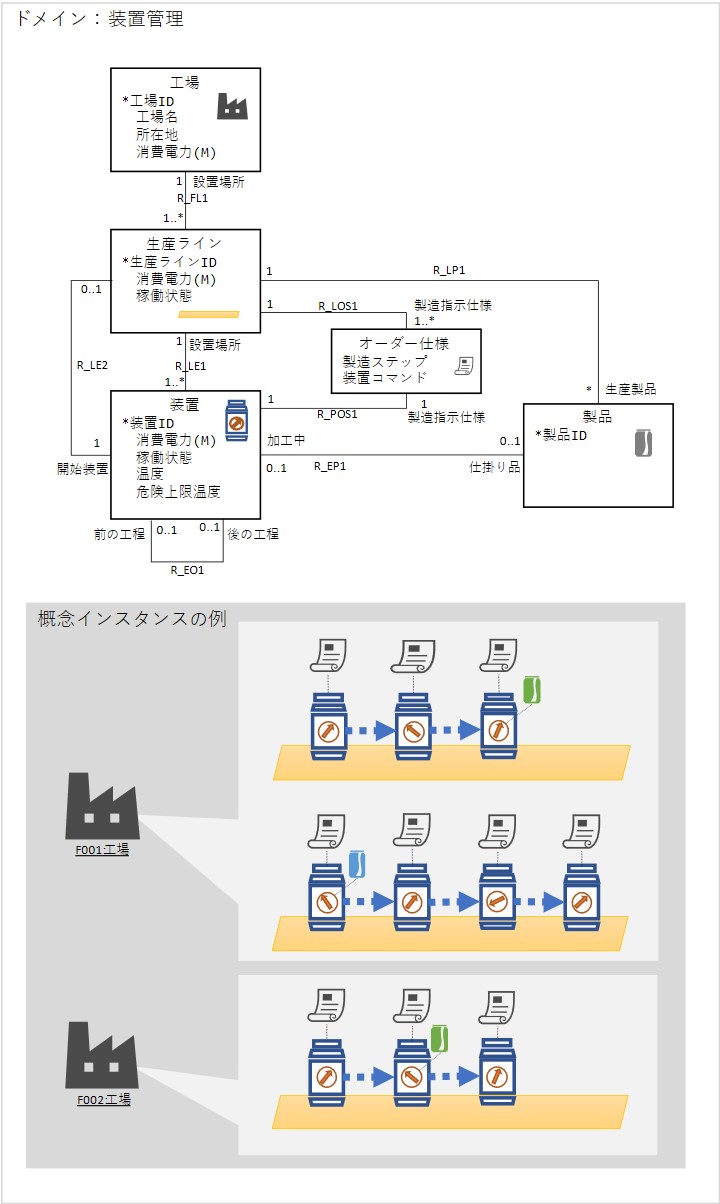 ドメイン：装置管理
工場
*工場ID
工場名
所在地
消費電力(M)
1
設置場所
R_FL1
1..*
生産ライン
*生産ラインID
消費電力(M)
稼働状態
0..1
1
R_LP1
1
R_LOS1
製造指示仕様
1..*
1
設置場所
オーダー仕様
製造ステップ
装置コマンド
R_LE2
R_LE1
1..*
*
生産製品
装置
*装置ID
消費電力(M)
稼働状態
温度
危険上限温度
1
R_POS1
1
製造指示仕様
製品
*製品ID
1
開始装置
加工中
0..1
R_EP1
0..1
仕掛り品
前の工程
0..1
0..1
後の工程
R_EO1
概念インスタンスの例
F001:工場
F002:工場